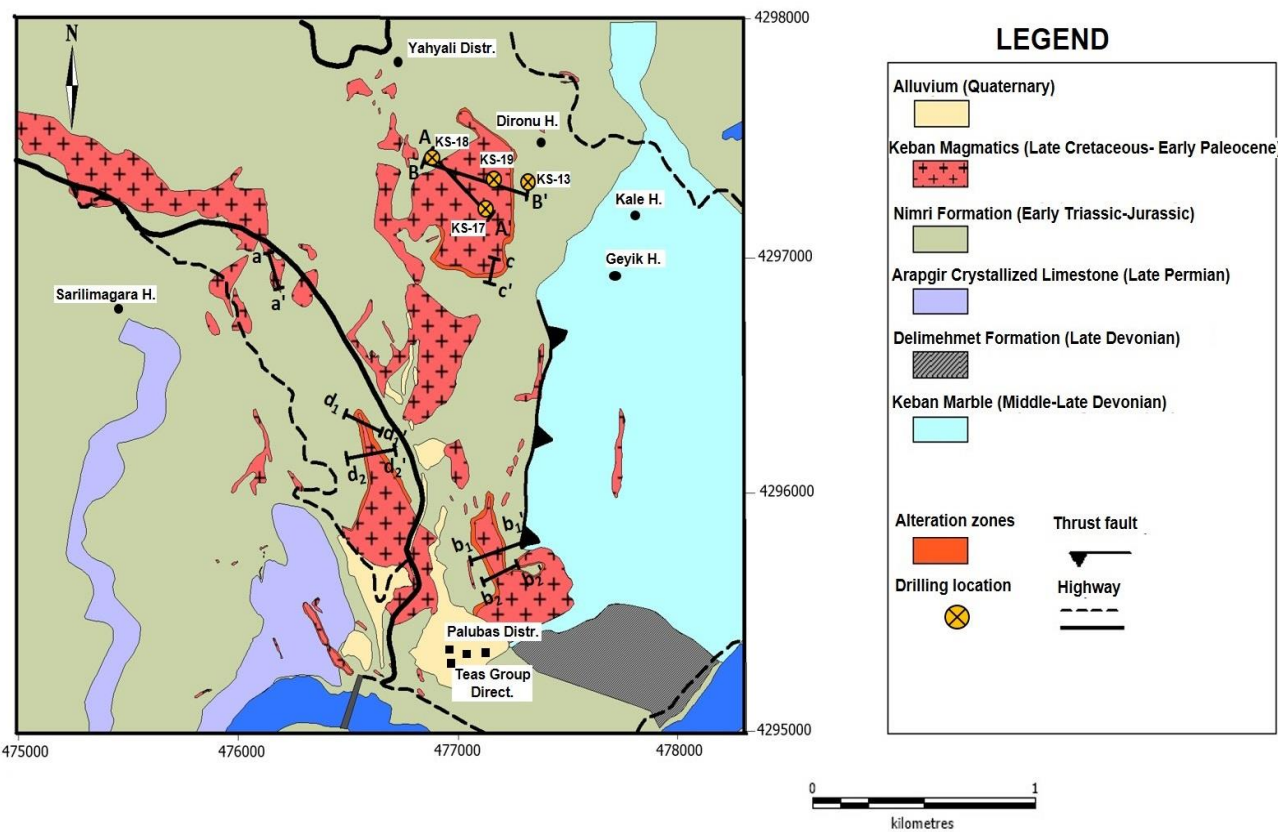 4298000
N
Yahyali Distr.
Dironu H.
A
KS-18
KS-19
B
KS-13
B'
KS-17
A'
Kale H.
4297000
Geyik H.
a
a'
c
c'
Sarilimagara H.
d1
d1'
d2
d2'
4296000
b1
b1'
b2
b2'
Palubas Distr.
Teas Group
Direct.
4295000
475000
476000
477000
478000
LEGEND
Alluvium (Quaternary)
Keban Magmatics (Late Cretaceous- Early Paleocene)
Nimri Formation (Early Triassic-Jurassic)
Arapgir Crystallized Limestone (Late Permian)
Delimehmet Formation (Late Devonian)
Keban Marble (Middle-Late Devonian)
Alteration zones
Thrust fault
Drilling location
Highway
0
1
kilometres